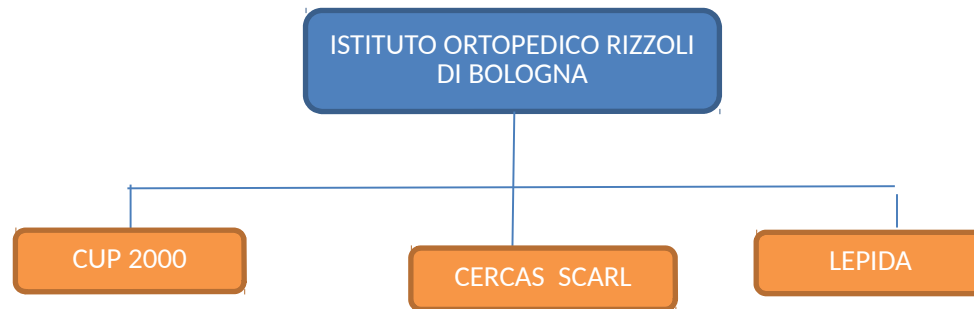 ISTITUTO ORTOPEDICO RIZZOLI
DI BOLOGNA
CUP 2000
CERCAS SCARL
LEPIDA